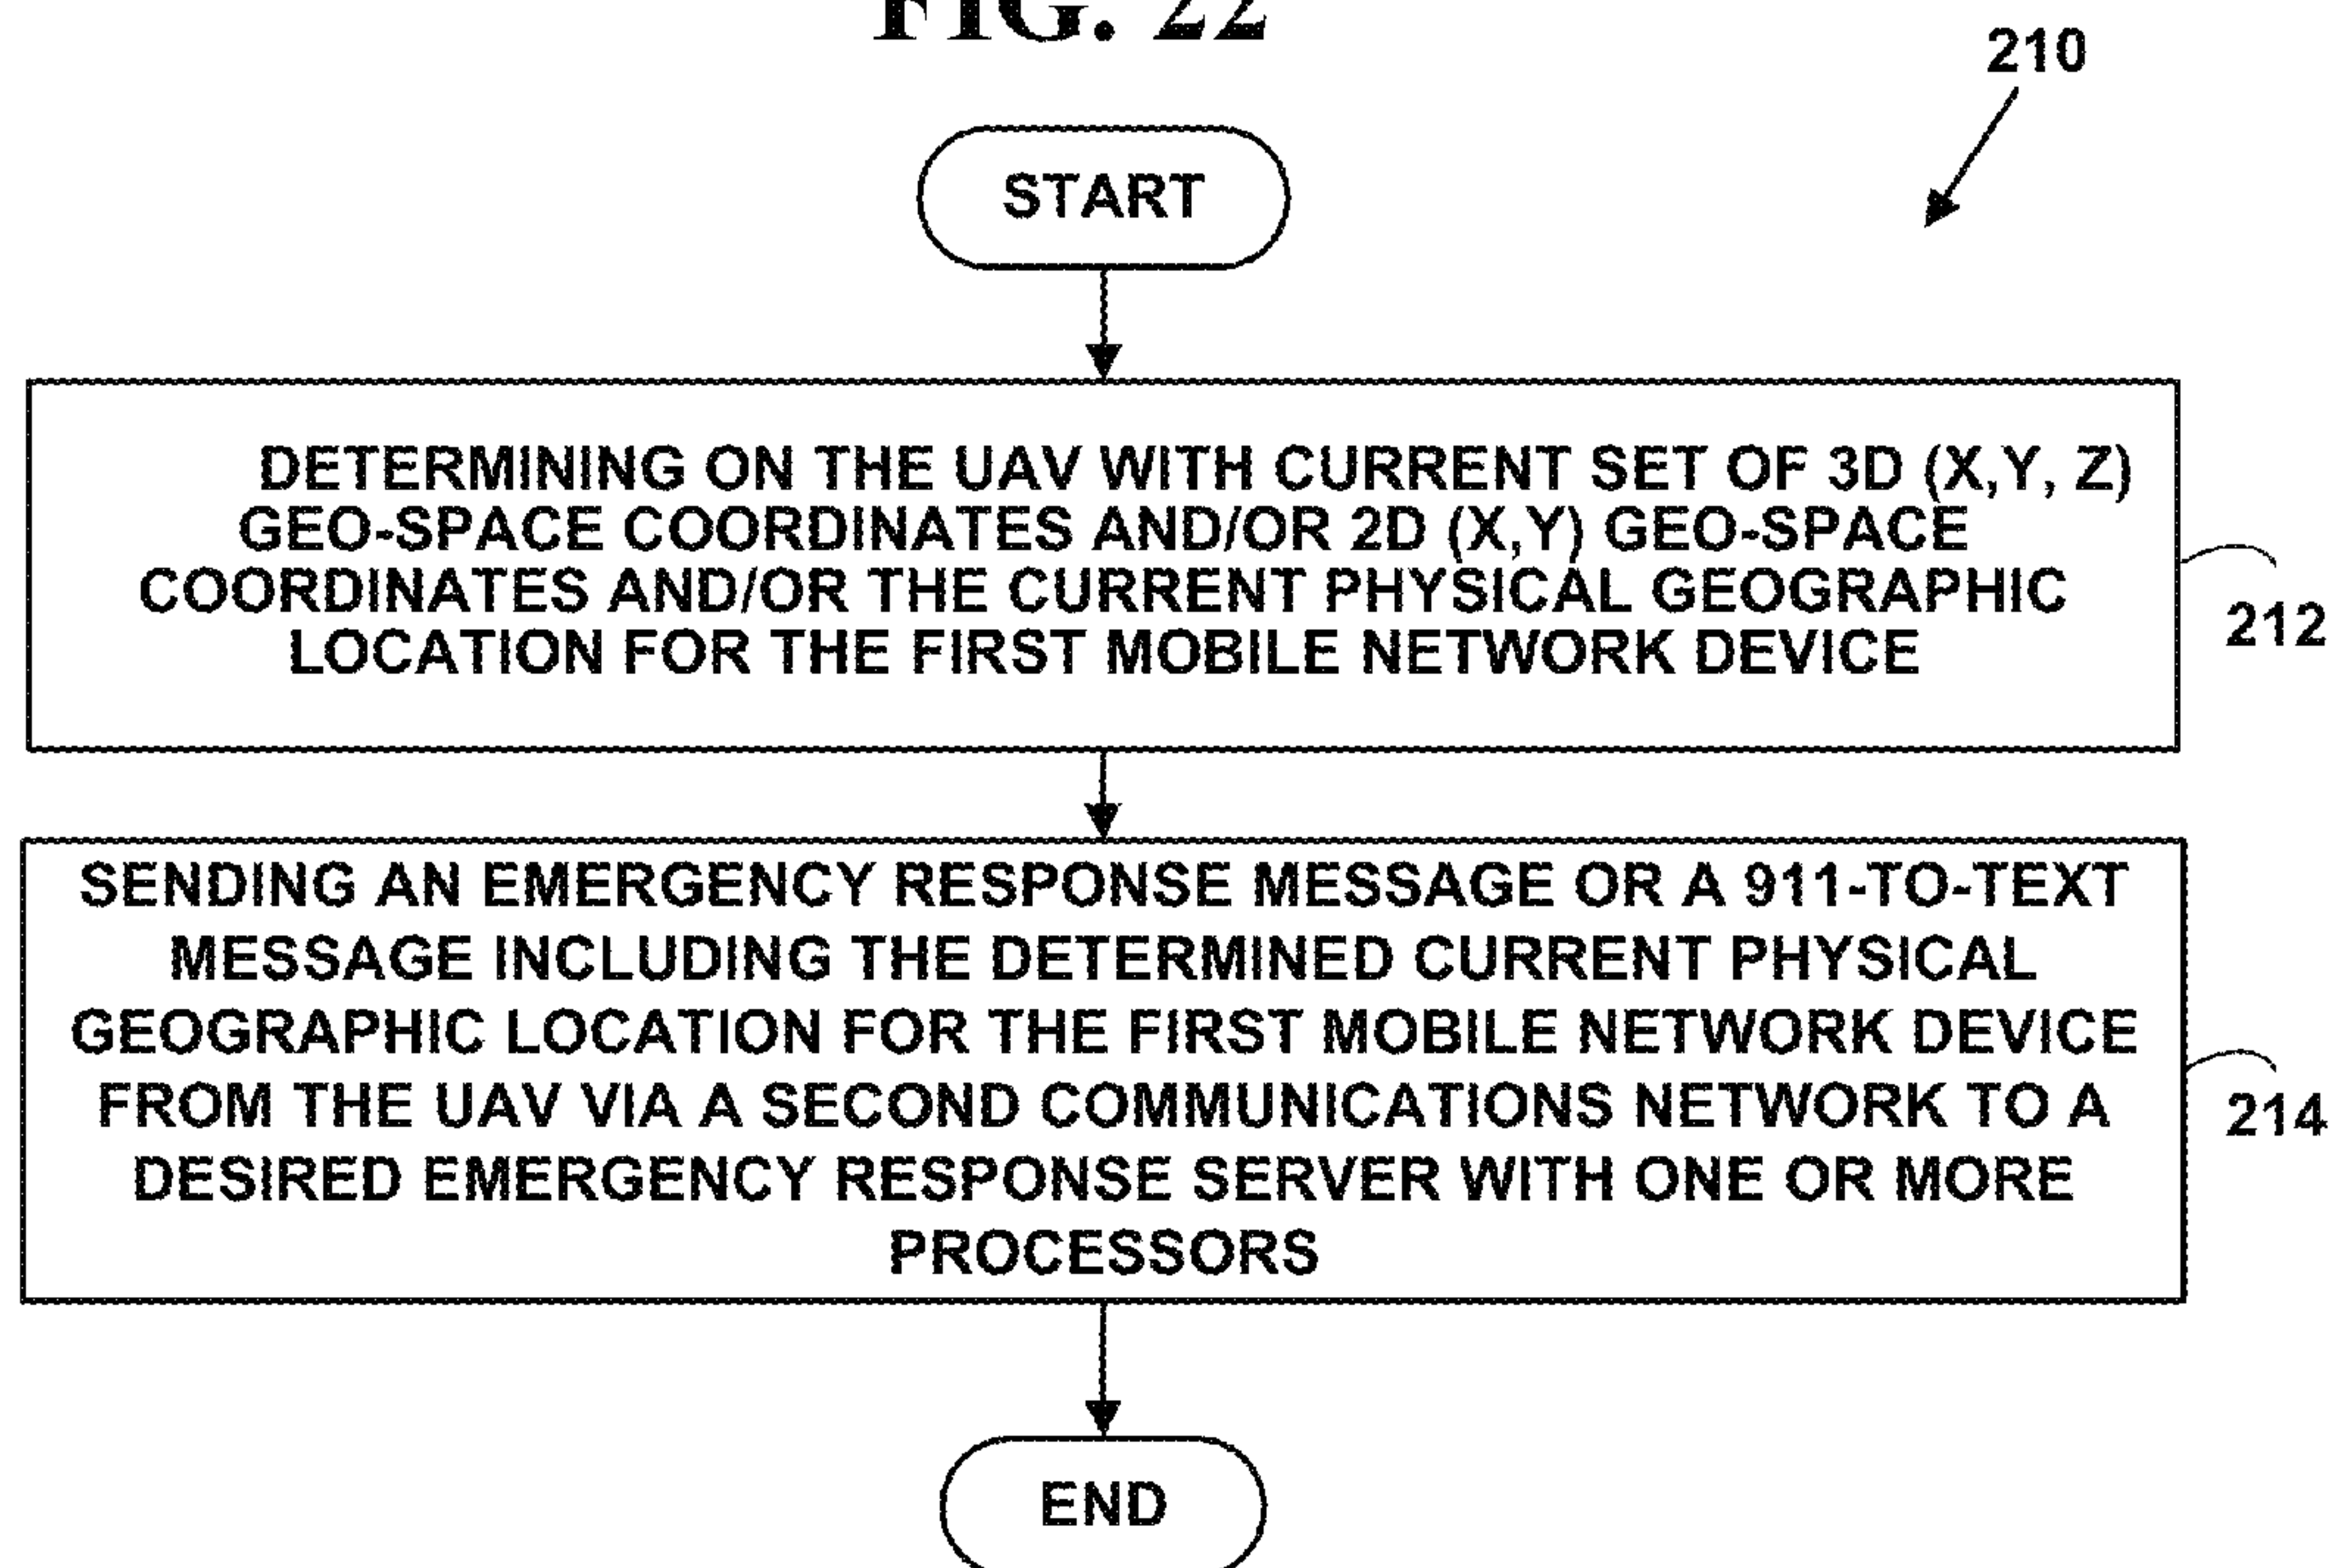 FIG. 22
210
START
DETERMINING ON THE UAV WITH CURRENT SET OF 3D (X,Y, Z)
GEO-SPACE COORDINATES AND/OR 2D (X,Y) GEO-SPACE
COORDINATES AND/OR THE CURRENT PHYSICAL GEOGRAPHIC
LOCATION FOR THE FIRST MOBILE NETWORK DEVICE
212
SENDING AN EMERGENCY RESPONSE MESSAGE OR A 911-TO-TEXT
MESSAGE INCLUDING THE DETERMINED CURRENT PHYSICAL
GEOGRAPHIC LOCATION FOR THE FIRST MOBILE NETWORK DEVICE
FROM THE UAV VIA A SECOND COMMUNICATIONS NETWORK TO A
DESIRED EMERGENCY RESPONSE SERVER WITH ONE OR MORE
PROCESSORS
214
END